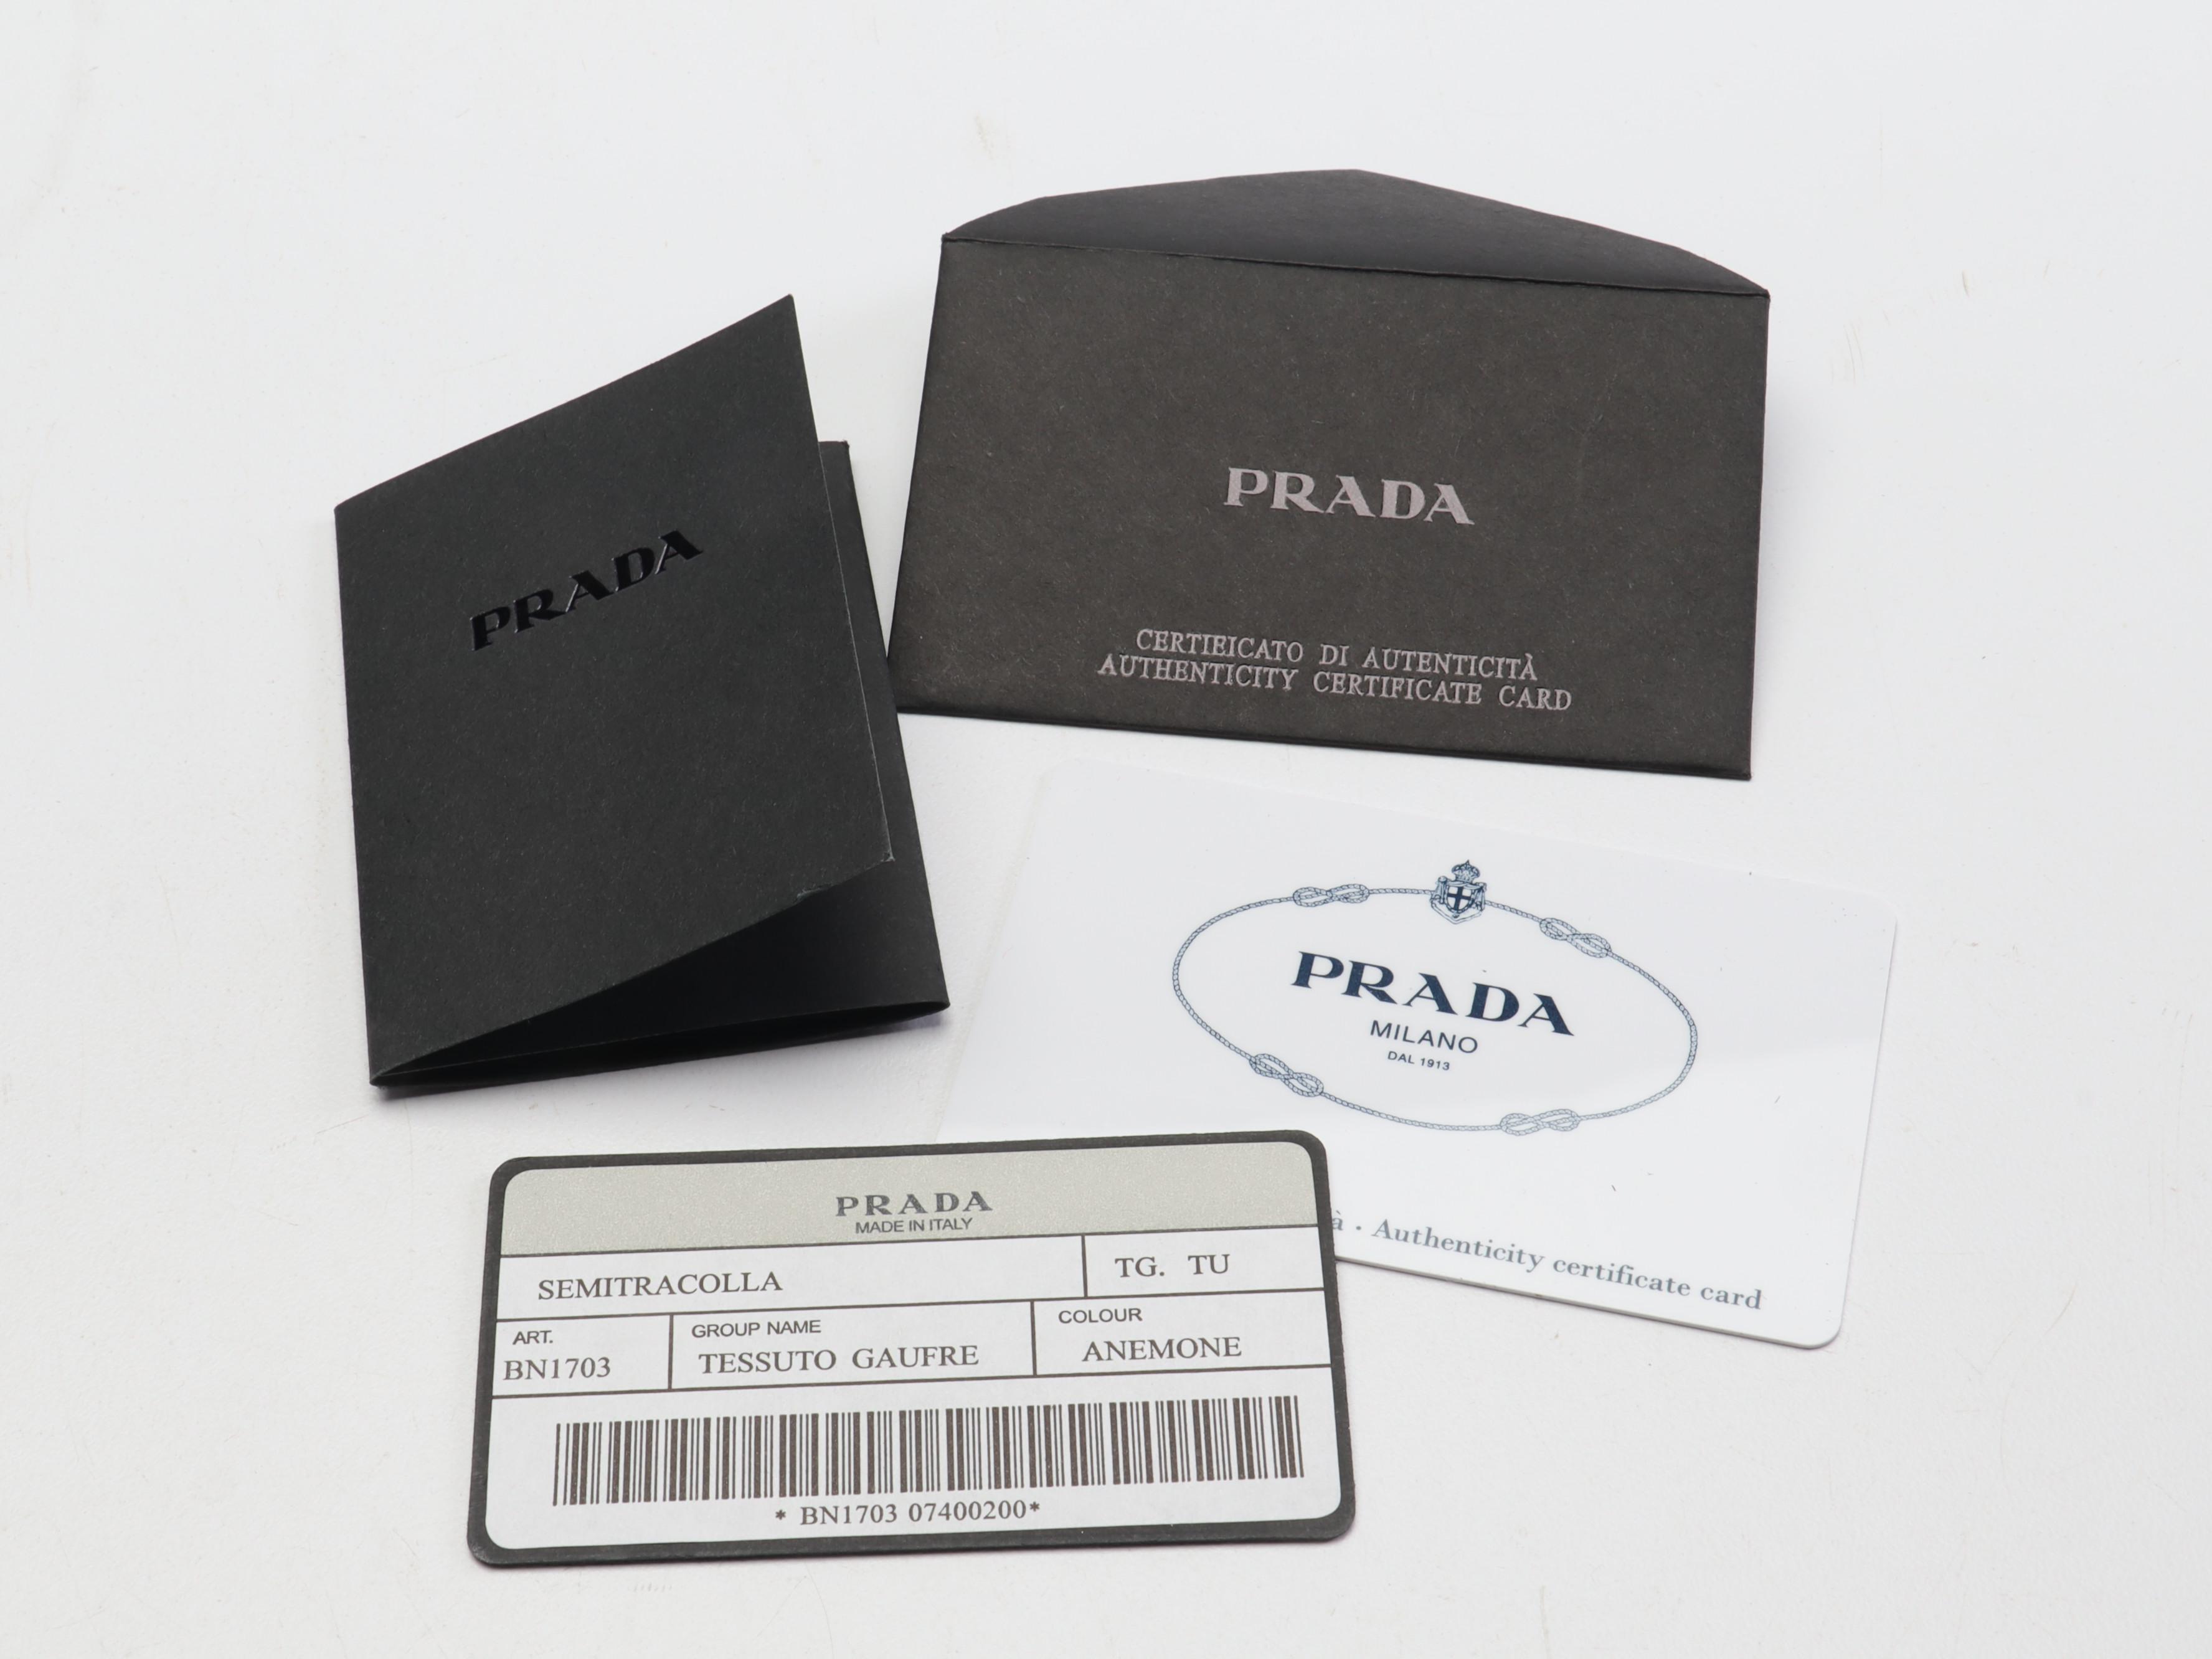 PRADA
PRADA
CERTIEICATO DI AUTENTICITÀ
AUTHENTICITY CERTIFICATE CARD
PRADA
MILANO
DAL 1913
à · Authenticity certificate card
PRADA
MADE IN ITALY
SEMITRACOLLA
TG. TU
ART.
BN1703
GROUP NAME
TESSUTO GAUFRE
COLOUR
ANEMONE
* BN1703 07400200*